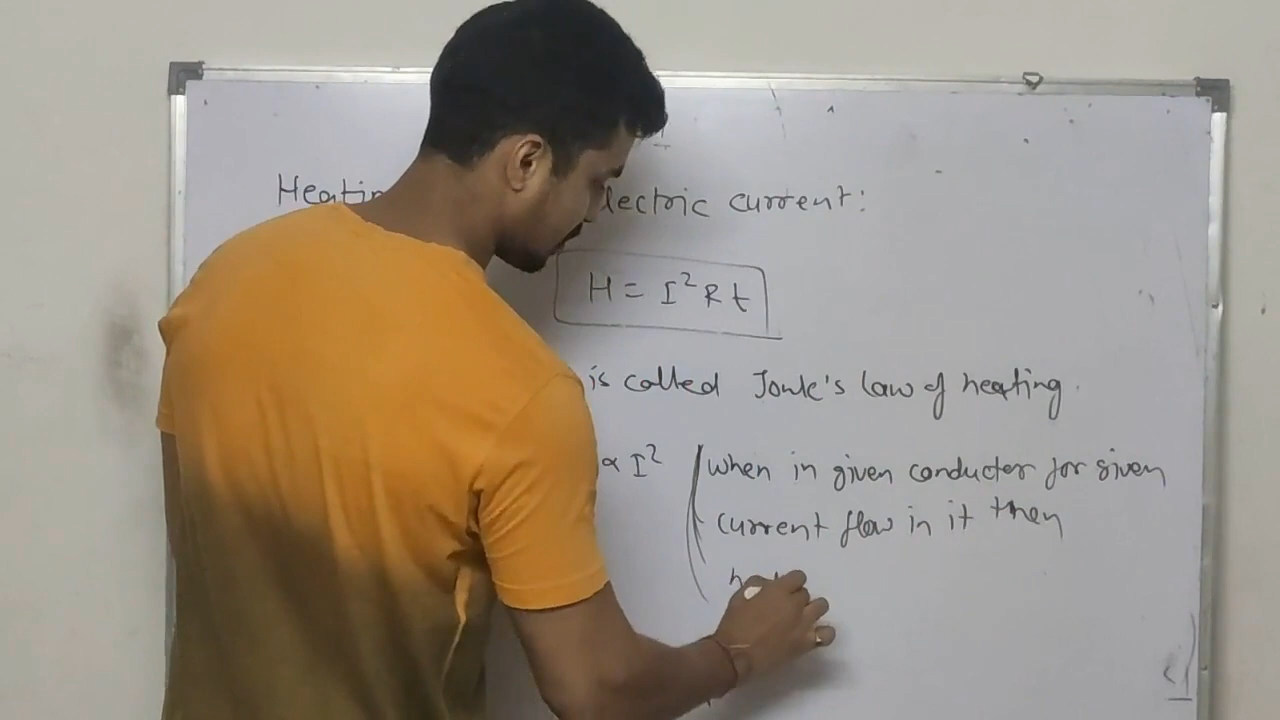 Heatin lectric current:
H = I²Rt
is called Joule's law of heating.
∝ I² when in given conductor for given
current flow in it then